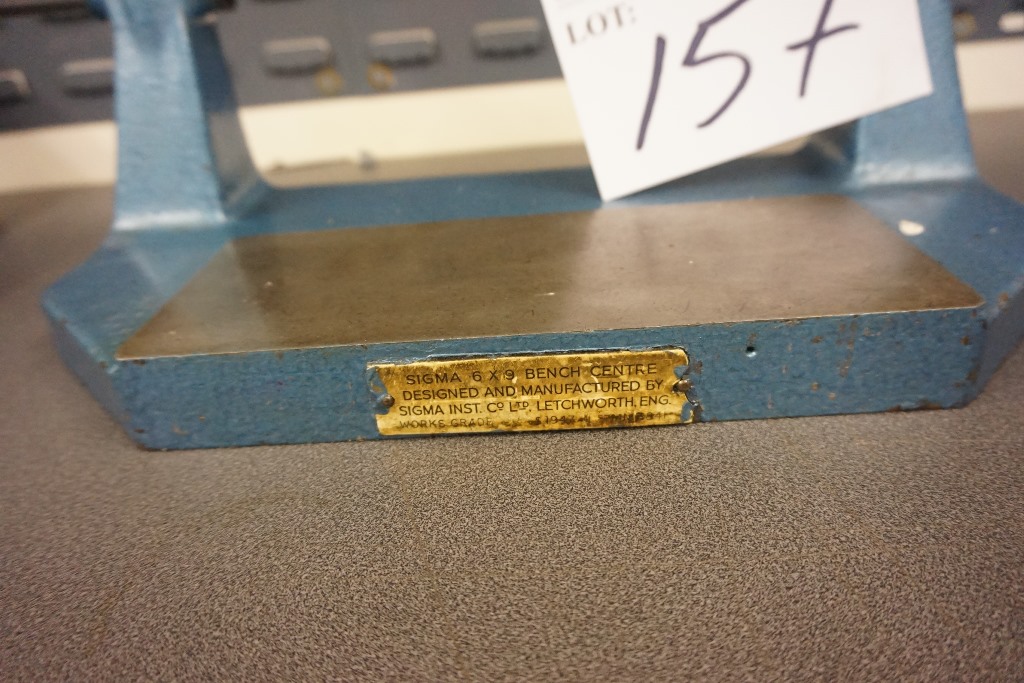 LOT:
157
SIGMA 6 X 9 BENCH CENTRE
DESIGNED AND MANUFACTURED BY
SIGMA INST. Co LTD. LETCHWORTH, ENG.
WORKS GRADE